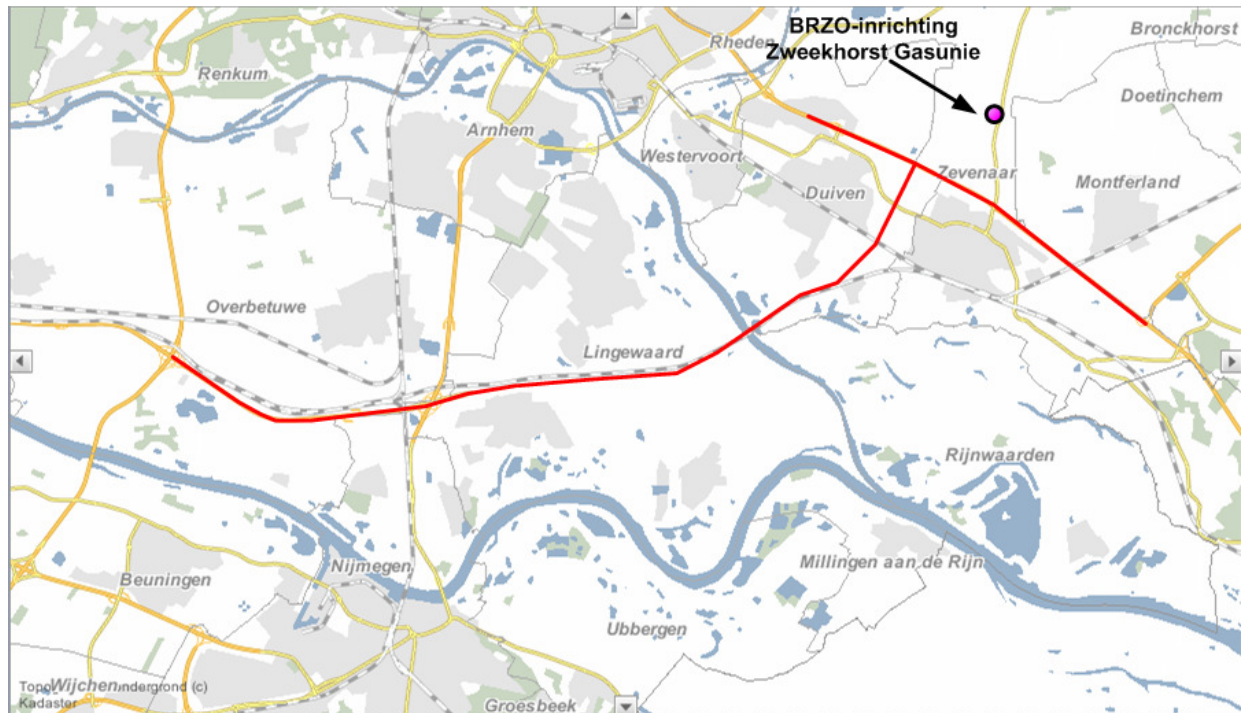 BRZO-inrichting
Zweekhorst Gasunie
Bronckhorst
Rheden
Renkum
Doetinchem
Arnhem
Westervoort
Zevenaar
Montferland
Duiven
Overbetuwe
Lingewaard
Rijnwaarden
Millingen aan de Rijn
Nijmegen
Beuningen
Ubbergen
Wijchen
ndergrond (c)
Kadaster
Groesbeek